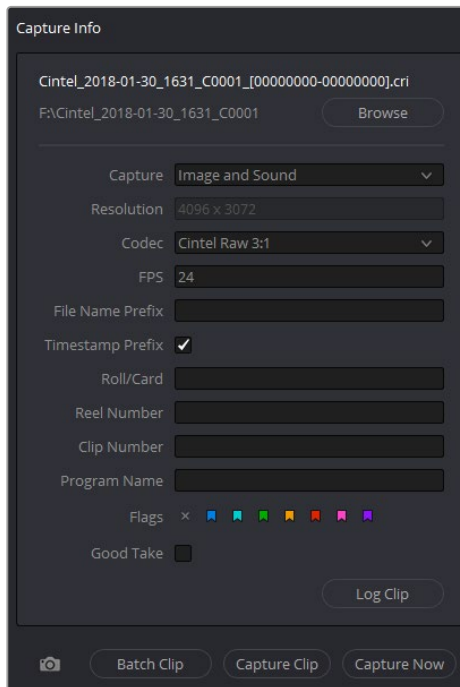 Capture Info
Cintel_2018-01-30_1631_C0001_[00000000-00000000].cri
F:\Cintel_2018-01-30_1631_C0001 Browse
Capture Image and Sound
Resolution 4096 x 3072
Codec Cintel Raw 3:1
FPS 24
File Name Prefix
Timestamp Prefix
Roll/Card
Reel Number
Clip Number
Program Name
Flags
Good Take
Log Clip
Batch Clip Capture Clip Capture Now